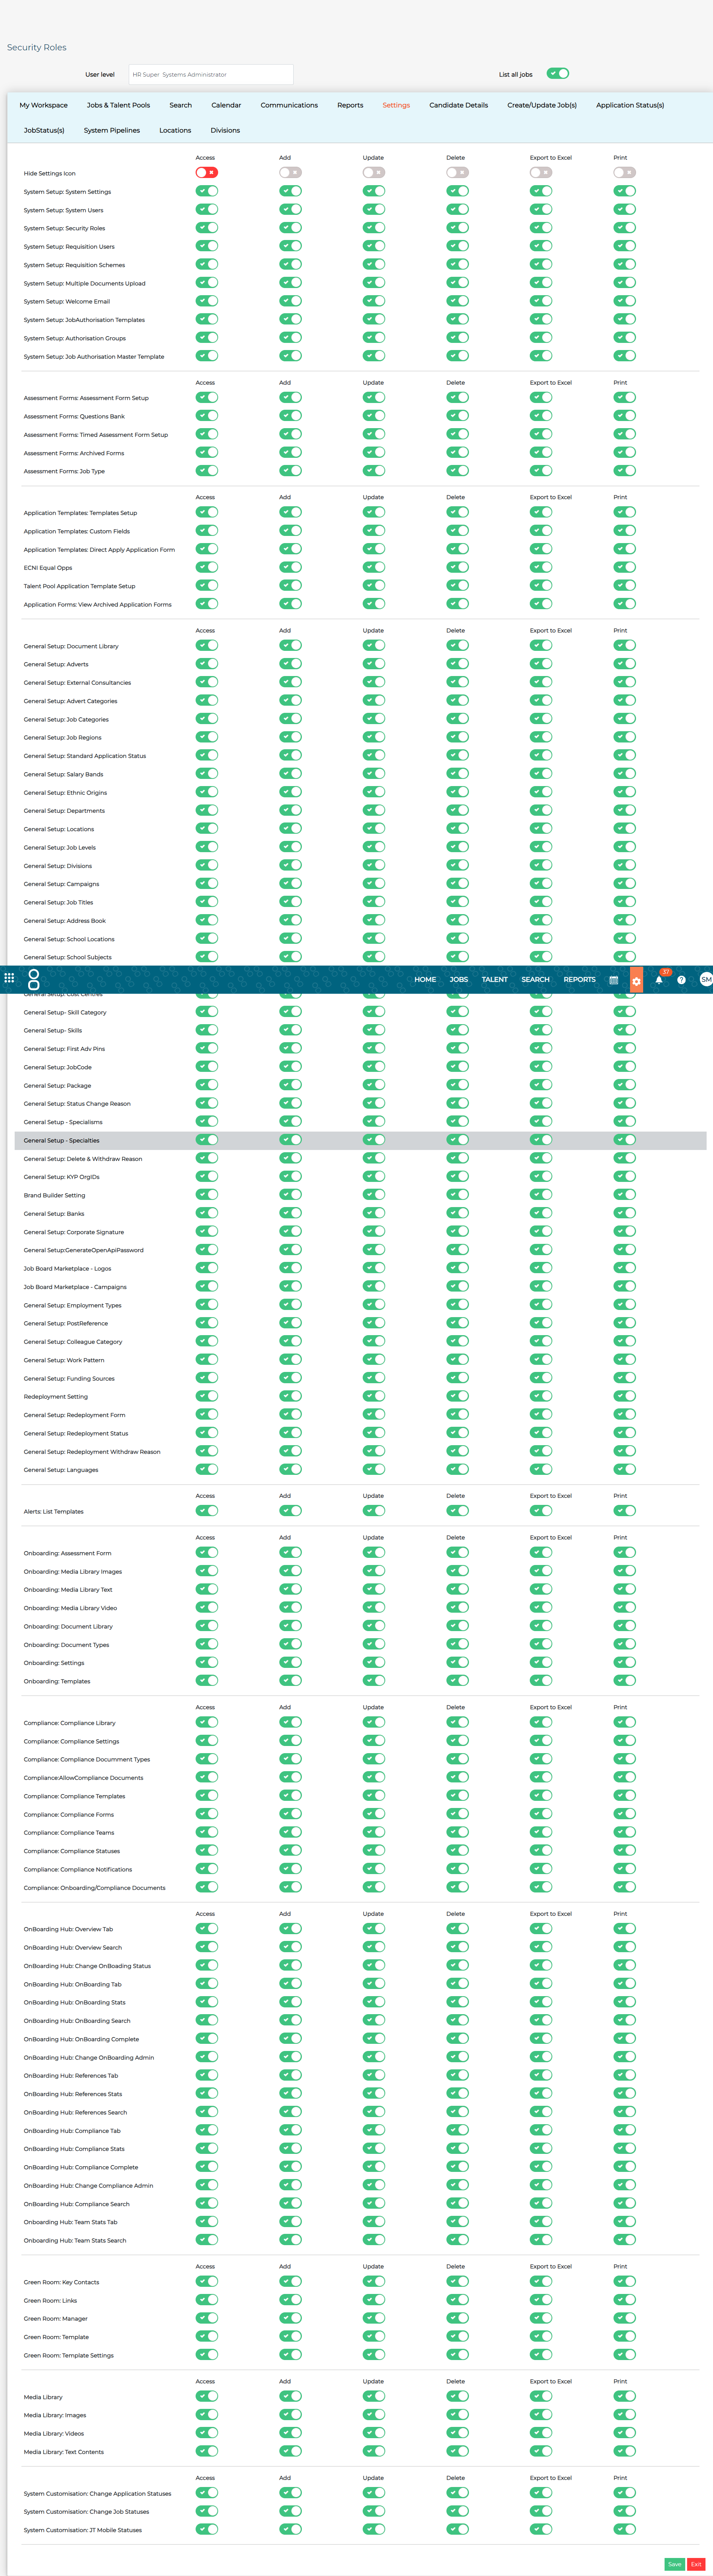 Security Roles
User level HR Super Systems Administrator List all jobs
My Workspace Jobs & Talent Pools Search Calendar Communications Reports Settings Candidate Details Create/Update Job(s) Application Status(s)
JobStatus(s) System Pipelines Locations Divisions
Access Add Update Delete Export to Excel Print
Hide Settings Icon
System Setup: System Settings
System Setup: System Users
System Setup: Security Roles
System Setup: Requisition Users
System Setup: Requisition Schemes
System Setup: Multiple Documents Upload
System Setup: Welcome Email
System Setup: JobAuthorisation Templates
System Setup: Authorisation Groups
System Setup: Job Authorisation Master Template
Access Add Update Delete Export to Excel Print
Assessment Forms: Assessment Form Setup
Assessment Forms: Questions Bank
Assessment Forms: Timed Assessment Form Setup
Assessment Forms: Archived Forms
Assessment Forms: Job Type
Access Add Update Delete Export to Excel Print
Application Templates: Templates Setup
Application Templates: Custom Fields
Application Templates: Direct Apply Application Form
ECNI Equal Opps
Talent Pool Application Template Setup
Application Forms: View Archived Application Forms
Access Add Update Delete Export to Excel Print
General Setup: Document Library
General Setup: Adverts
General Setup: External Consultancies
General Setup: Advert Categories
General Setup: Job Categories
General Setup: Job Regions
General Setup: Standard Application Status
General Setup: Salary Bands
General Setup: Ethnic Origins
General Setup: Departments
General Setup: Locations
General Setup: Job Levels
General Setup: Divisions
General Setup: Campaigns
General Setup: Job Titles
General Setup: Address Book
General Setup: School Locations
General Setup: School Subjects
HOME JOBS TALENT SEARCH REPORTS 37 SM
General Setup: Cost Centres
General Setup- Skill Category
General Setup- Skills
General Setup: First Adv Pins
General Setup: JobCode
General Setup: Package
General Setup: Status Change Reason
General Setup - Specialisms
General Setup - Specialties
General Setup: Delete & Withdraw Reason
General Setup: KYP OrgIDs
Brand Builder Setting
General Setup: Banks
General Setup: Corporate Signature
General Setup:GenerateOpenApiPassword
Job Board Marketplace - Logos
Job Board Marketplace - Campaigns
General Setup: Employment Types
General Setup: PostReference
General Setup: Colleague Category
General Setup: Work Pattern
General Setup: Funding Sources
Redeployment Setting
General Setup: Redeployment Form
General Setup: Redeployment Status
General Setup: Redeployment Withdraw Reason
General Setup: Languages
Access Add Update Delete Export to Excel Print
Alerts: List Templates
Access Add Update Delete Export to Excel Print
Onboarding: Assessment Form
Onboarding: Media Library Images
Onboarding: Media Library Text
Onboarding: Media Library Video
Onboarding: Document Library
Onboarding: Document Types
Onboarding: Settings
Onboarding: Templates
Access Add Update Delete Export to Excel Print
Compliance: Compliance Library
Compliance: Compliance Settings
Compliance: Compliance Docummment Types
Compliance:AllowCompliance Documents
Compliance: Compliance Templates
Compliance: Compliance Forms
Compliance: Compliance Teams
Compliance: Compliance Statuses
Compliance: Compliance Notifications
Compliance: Onboarding/Compliance Documents
Access Add Update Delete Export to Excel Print
OnBoarding Hub: Overview Tab
OnBoarding Hub: Overview Search
OnBoarding Hub: Change OnBoading Status
OnBoarding Hub: OnBoarding Tab
OnBoarding Hub: OnBoarding Stats
OnBoarding Hub: OnBoarding Search
OnBoarding Hub: OnBoarding Complete
OnBoarding Hub: Change OnBoarding Admin
OnBoarding Hub: References Tab
OnBoarding Hub: References Stats
OnBoarding Hub: References Search
OnBoarding Hub: Compliance Tab
OnBoarding Hub: Compliance Stats
OnBoarding Hub: Compliance Complete
OnBoarding Hub: Change Compliance Admin
OnBoarding Hub: Compliance Search
Onboarding Hub: Team Stats Tab
Onboarding Hub: Team Stats Search
Access Add Update Delete Export to Excel Print
Green Room: Key Contacts
Green Room: Links
Green Room: Manager
Green Room: Template
Green Room: Template Settings
Access Add Update Delete Export to Excel Print
Media Library
Media Library: Images
Media Library: Videos
Media Library: Text Contents
Access Add Update Delete Export to Excel Print
System Customisation: Change Application Statuses
System Customisation: Change Job Statuses
System Customisation: JT Mobile Statuses
Save Exit